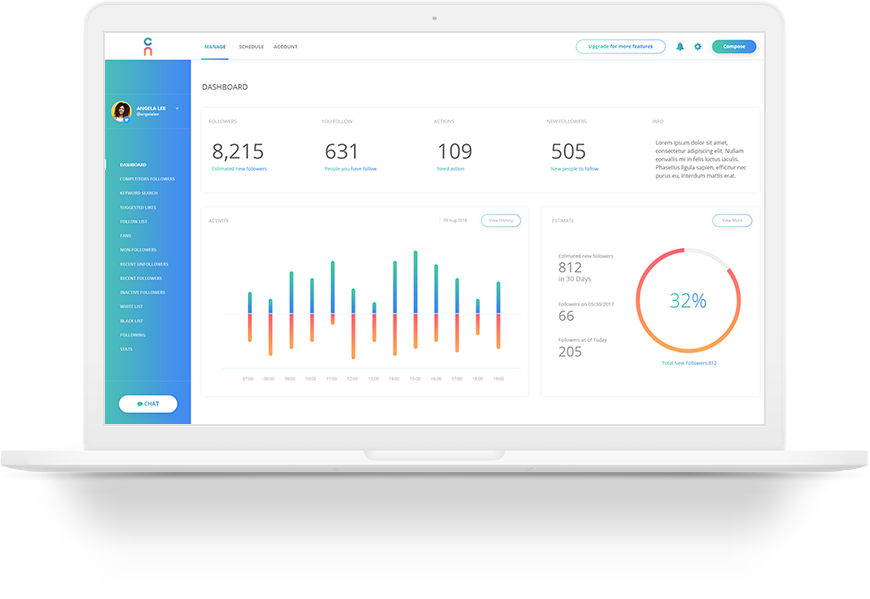 cn
MANAGE
SCHEDULE
ACCOUNT
Upgrade for more features
Compose
ANGELA LEE
@angelalee
DASHBOARD
COMPETITORS FOLLOWERS
KEYWORD SEARCH
SUGGESTED LIKES
FOLLOW LIST
FANS
NON-FOLLOWERS
RECENT UNFOLLOWERS
RECENT FOLLOWERS
INACTIVE FOLLOWERS
WHITE LIST
BLACK LIST
FOLLOWING
STATS
CHAT
DASHBOARD
FOLLOWERS
8,215
Estimated new followers
YOU FOLLOW
631
People you have follow
ACTIONS
109
Need action
NEW FOLLOWERS
505
New people to follow
INFO
Lorem ipsum dolor sit amet,
consectetur adipiscing elit. Nullam
convallis mi in felis luctus iaculis.
Phasellus ligula sapien, efficitur nec
purus eu, interdum mattis erat.
ACTIVITY
09 Aug 2018
View History
07:00 08:00 09:00 10:00 11:00 12:00 13:00 14:00 15:00 16:00 17:00 18:00 19:00
ESTIMATE
View More
Estimated new followers
812
in 30 Days
Followers on 05/30/2017
66
Followers as of Today
205
32%
Total New Followers 812